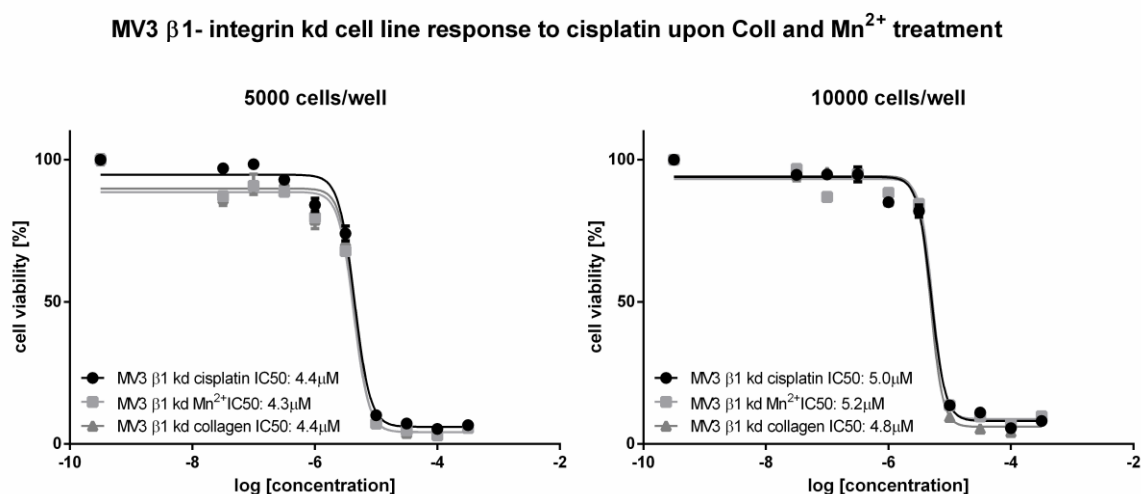 MV3 β1- integrin kd cell line response to cisplatin upon Coll and Mn²⁺ treatment
5000 cells/well
cell viability [%]
100
50
0
MV3 β1 kd cisplatin IC50: 4.4μM
MV3 β1 kd Mn²⁺IC50: 4.3μM
MV3 β1 kd collagen IC50: 4.4μM
-10
-8
-6
-4
-2
log [concentration]
10000 cells/well
cell viability [%]
100
50
0
MV3 β1 kd cisplatin IC50: 5.0μM
MV3 β1 kd Mn²⁺IC50: 5.2μM
MV3 β1 kd collagen IC50: 4.8μM
-10
-8
-6
-4
-2
log [concentration]